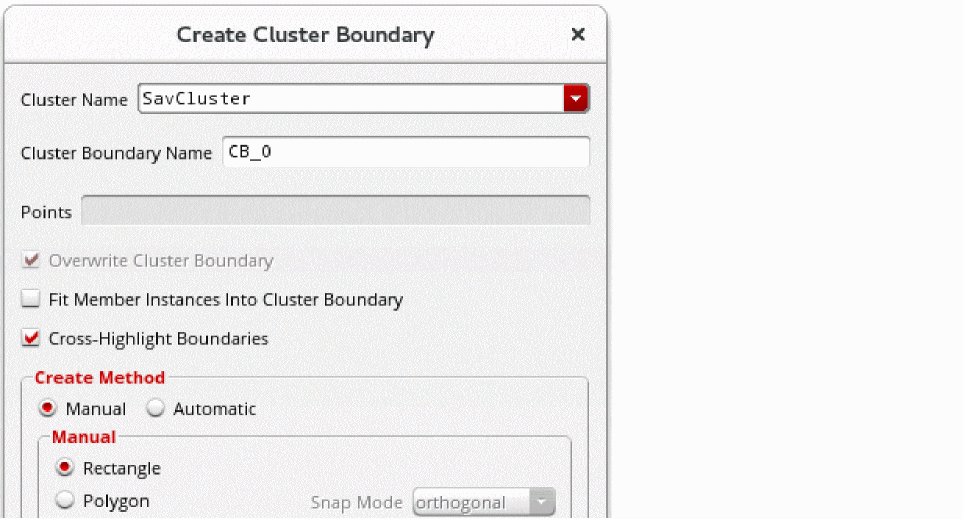 Create Cluster Boundary
Cluster Name SavCluster
Cluster Boundary Name CB_0
Points
Overwrite Cluster Boundary
Fit Member Instances Into Cluster Boundary
Cross-Highlight Boundaries
Create Method
Manual Automatic
Manual
Rectangle
Polygon Snap Mode orthogonal